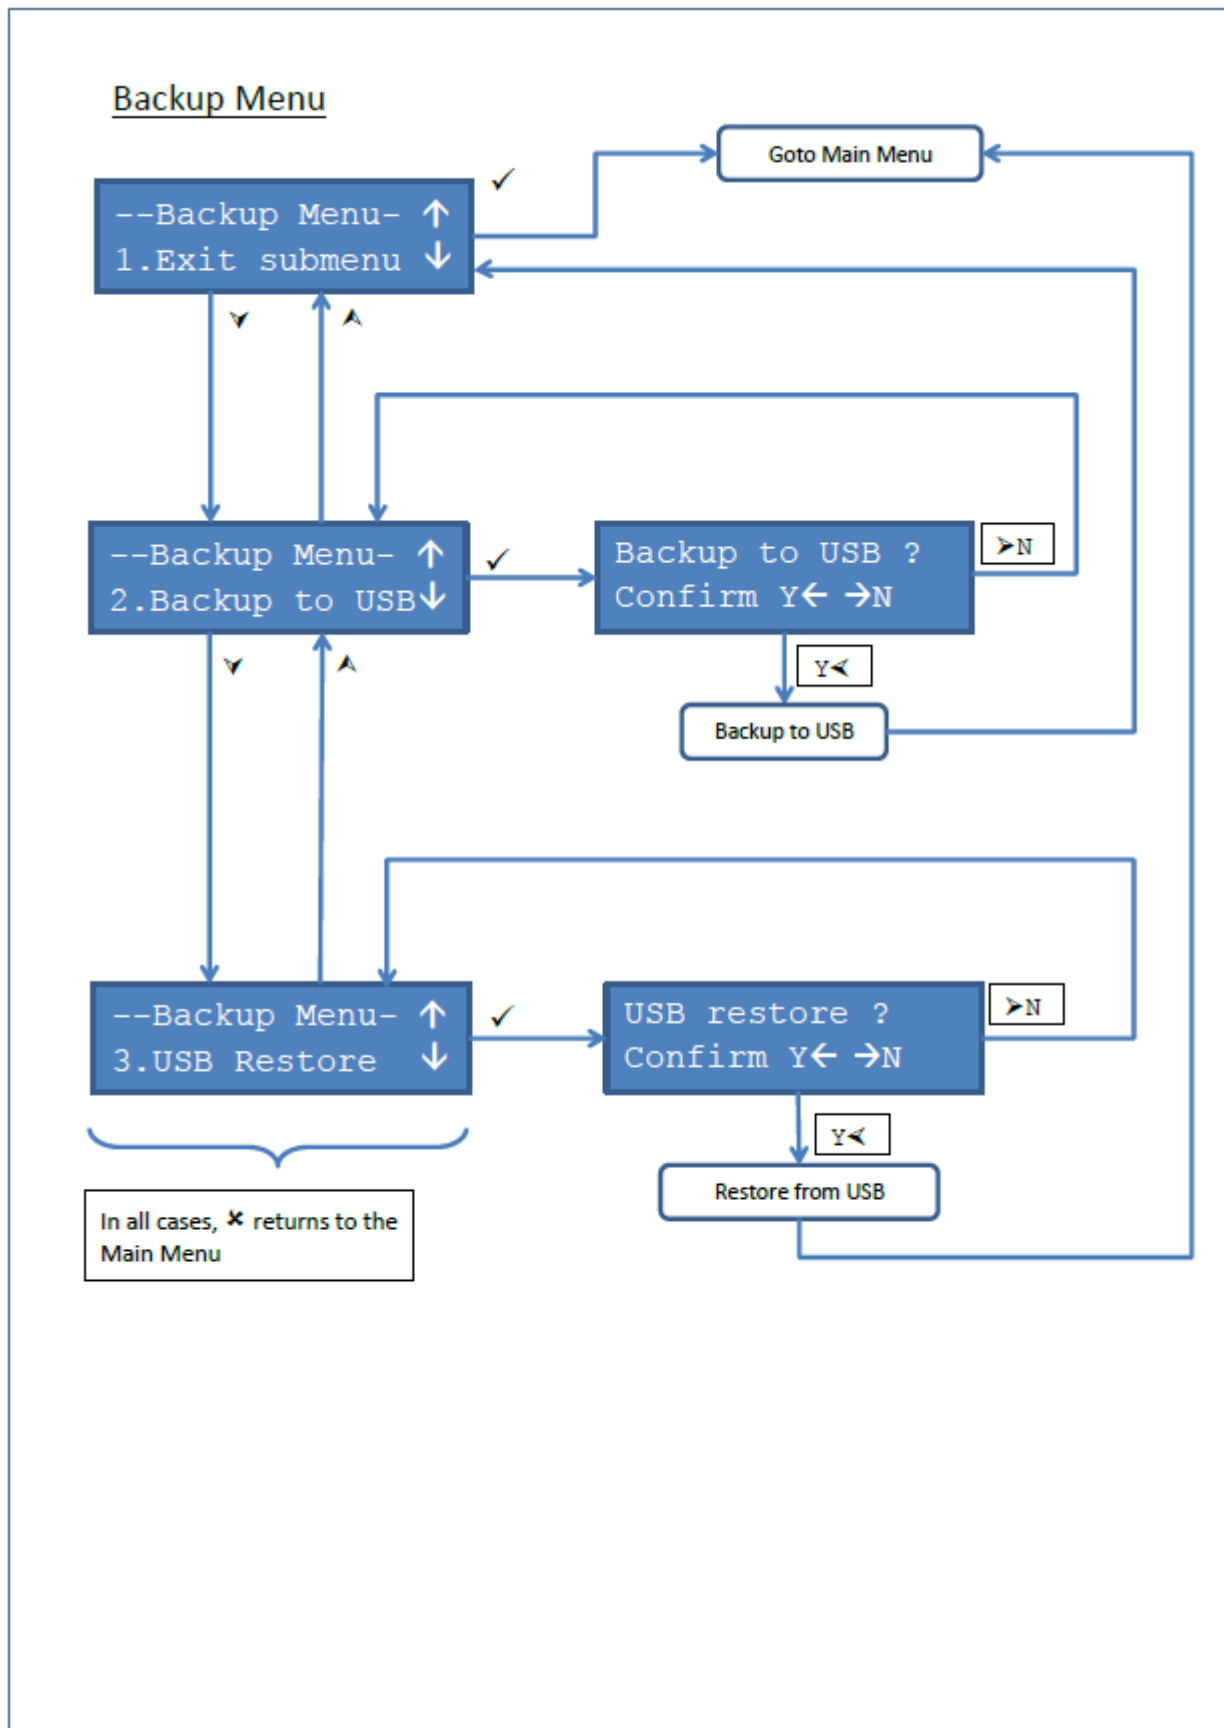 Backup Menu
Goto Main Menu
✓
--Backup Menu- ↑
1.Exit submenu ↓
⮟ ⮝
--Backup Menu- ↑
2.Backup to USB↓
✓
Backup to USB ?
Confirm Y← →N
➢N
⮟ ⮝
Y⮘
Backup to USB
--Backup Menu- ↑
3.USB Restore ↓
✓
USB restore ?
Confirm Y← →N
➢N
Y⮘
Restore from USB
In all cases, ✖ returns to the
Main Menu